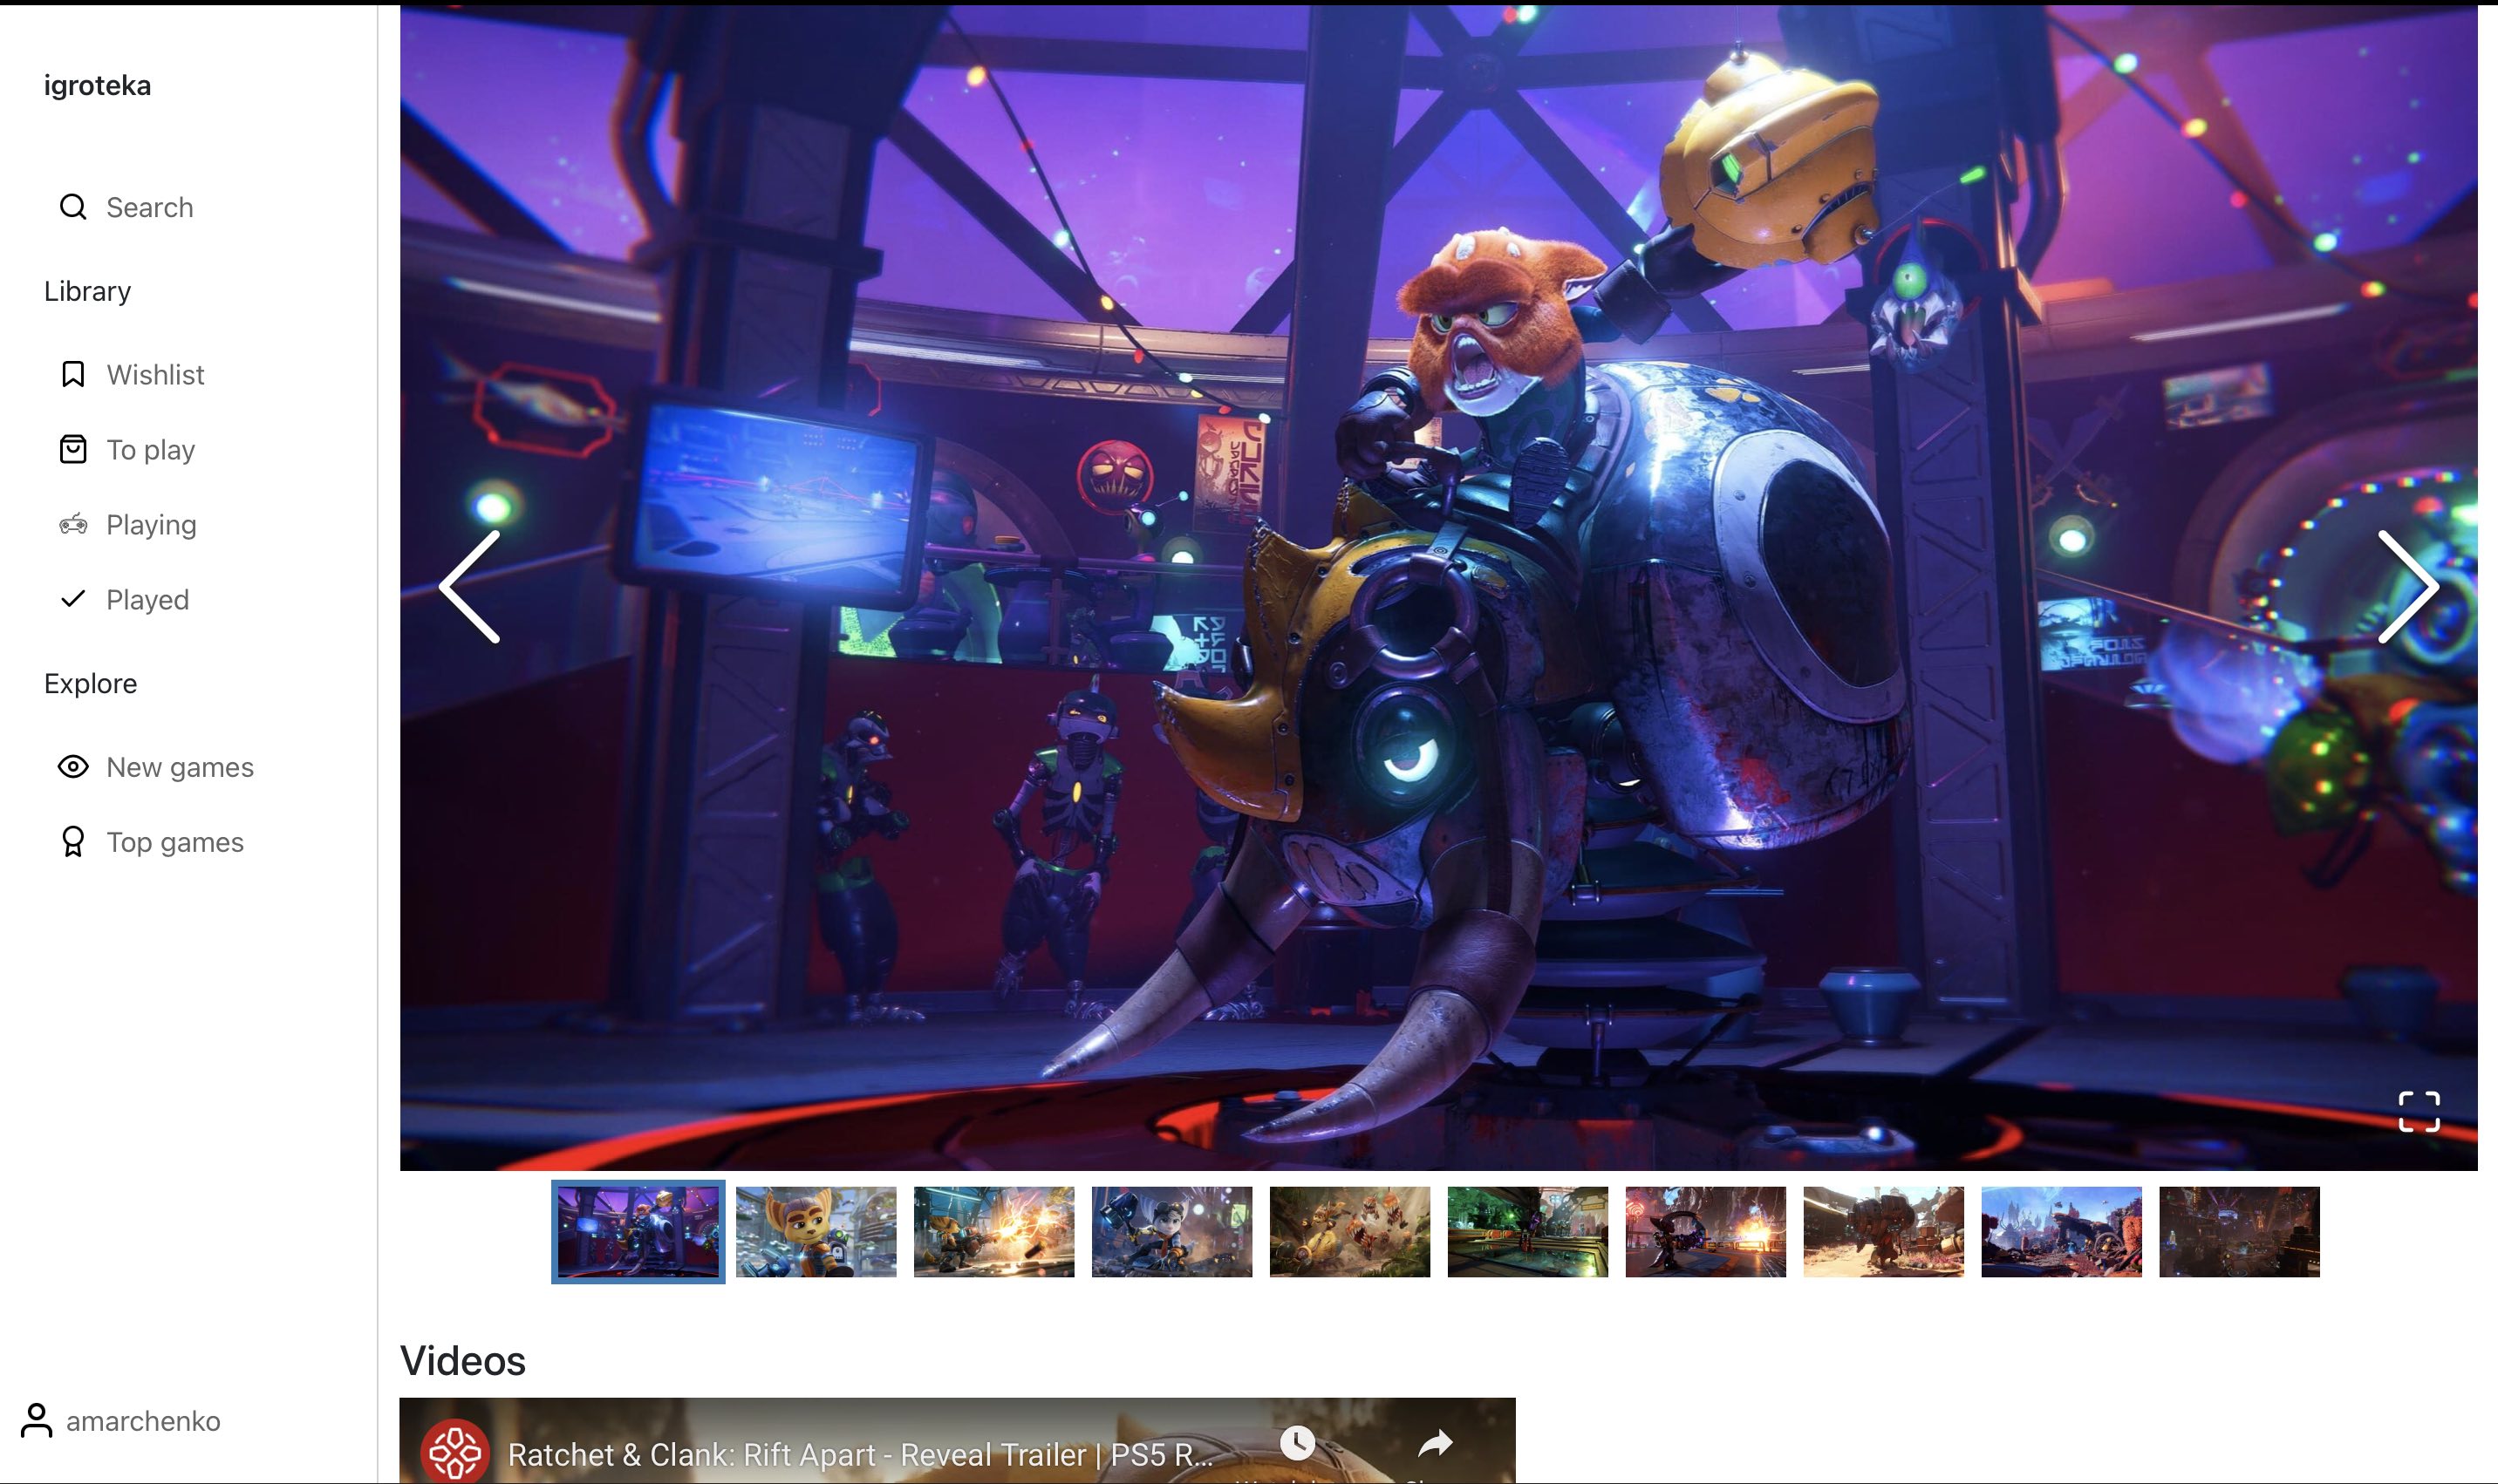 igroteka
Search
Library
Wishlist
To play
Playing
Played
Explore
New games
Top games
amarchenko
Videos
Ratchet & Clank: Rift Apart - Reveal Trailer | PS5 R...